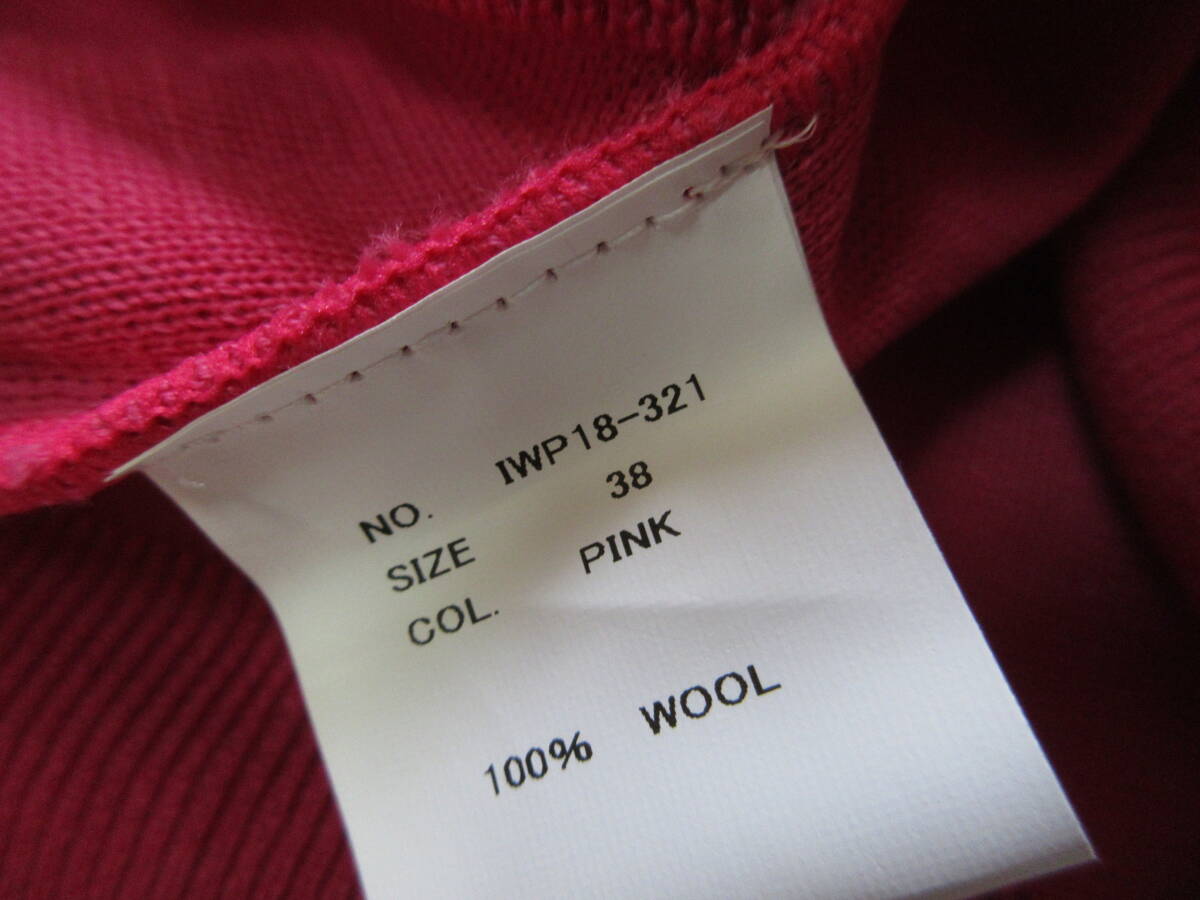 NO. IWP18-321
SIZE 38
COL. PINK
100% WOOL